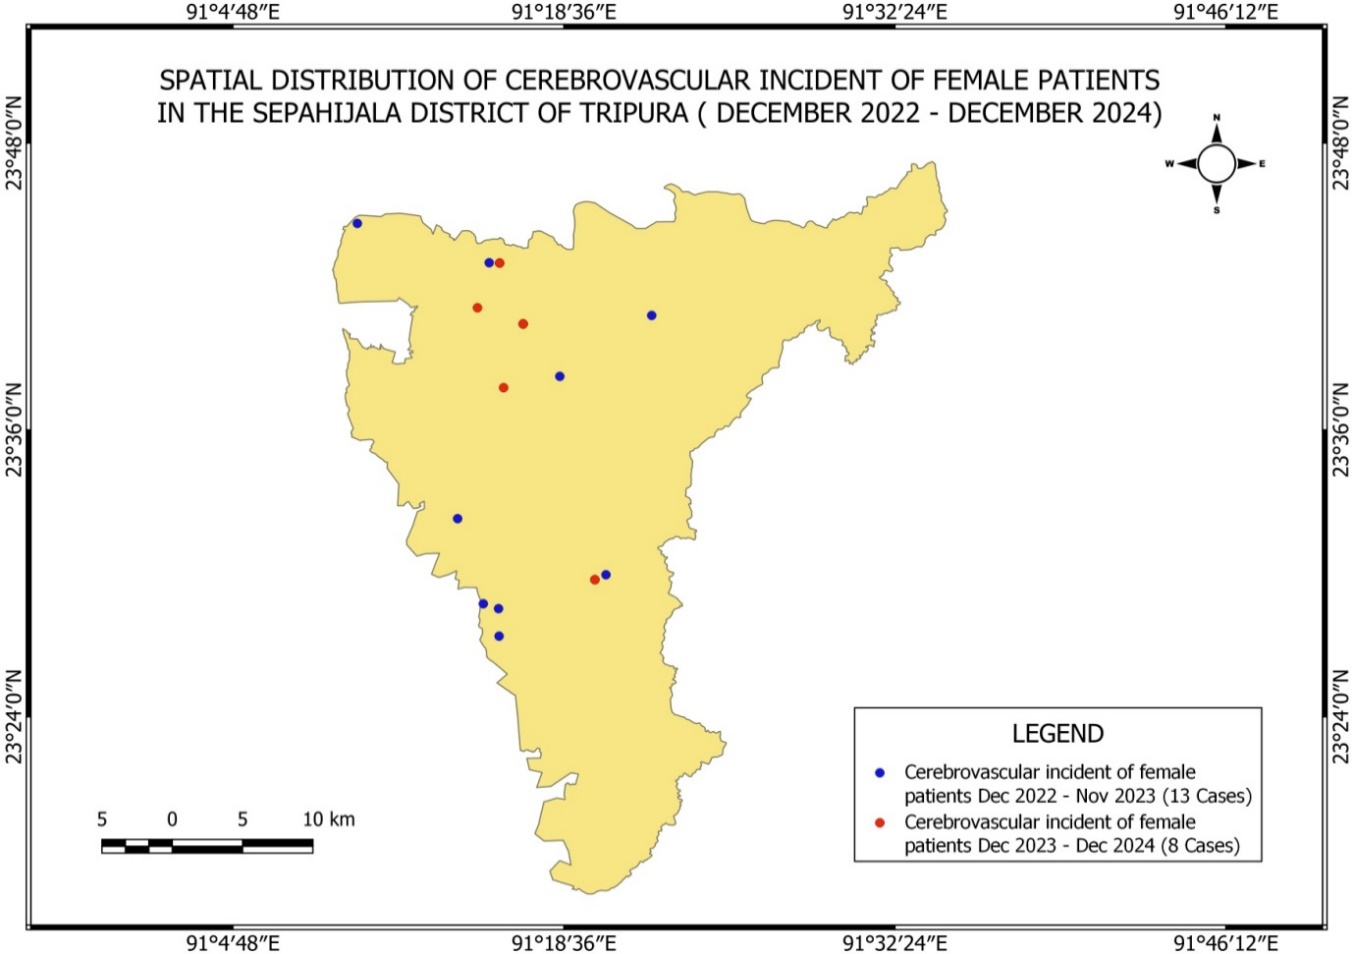 91°4′48″E 91°18′36″E 91°32′24″E 91°46′12″E
SPATIAL DISTRIBUTION OF CEREBROVASCULAR INCIDENT OF FEMALE PATIENTS
IN THE SEPAHIJALA DISTRICT OF TRIPURA ( DECEMBER 2022 - DECEMBER 2024)
N
W E
S
23°48′0″N 23°48′0″N
23°36′0″N 23°36′0″N
23°24′0″N 23°24′0″N
LEGEND
Cerebrovascular incident of female
patients Dec 2022 - Nov 2023 (13 Cases)
Cerebrovascular incident of female
patients Dec 2023 - Dec 2024 (8 Cases)
5 0 5 10 km
91°4′48″E 91°18′36″E 91°32′24″E 91°46′12″E